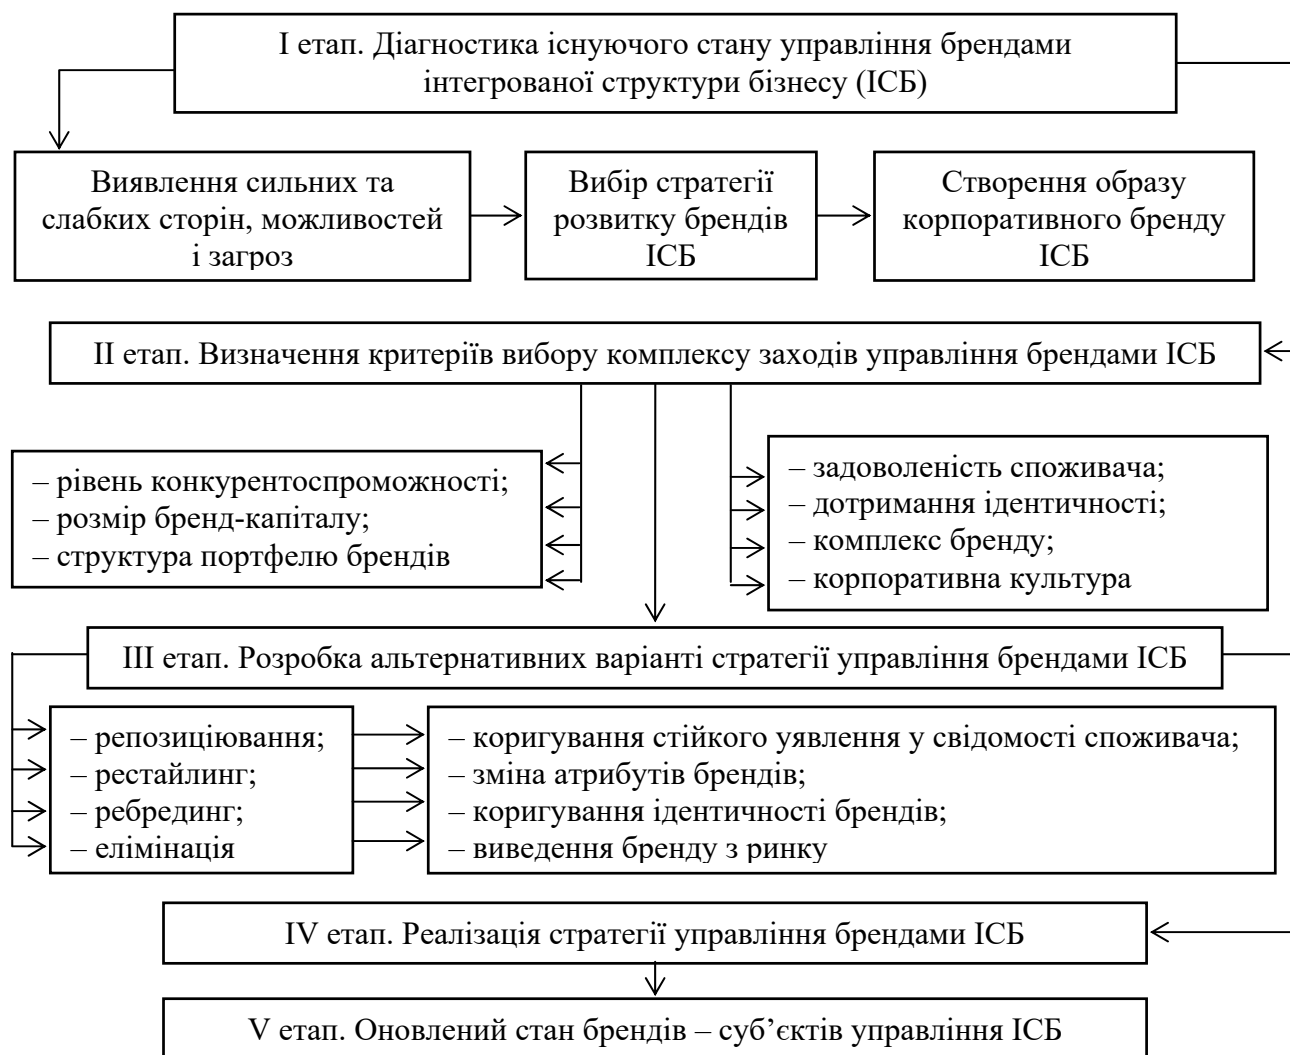 І етап. Діагностика існуючого стану управління брендами
інтегрованої структури бізнесу (ІСБ)
Виявлення сильних та
слабких сторін, можливостей
і загроз
Вибір стратегії
розвитку брендів
ІСБ
Створення образу
корпоративного бренду
ІСБ
ІІ етап. Визначення критеріїв вибору комплексу заходів управління брендами ІСБ
– рівень конкурентоспроможності;
– розмір бренд-капіталу;
– структура портфелю брендів
– задоволеність споживача;
– дотримання ідентичності;
– комплекс бренду;
– корпоративна культура
ІІІ етап. Розробка альтернативних варіанті стратегії управління брендами ІСБ
– репозиціювання;
– рестайлинг;
– ребрединг;
– елімінація
– коригування стійкого уявлення у свідомості споживача;
– зміна атрибутів брендів;
– коригування ідентичності брендів;
– виведення бренду з ринку
IV етап. Реалізація стратегії управління брендами ІСБ
V етап. Оновлений стан брендів – суб’єктів управління ІСБ